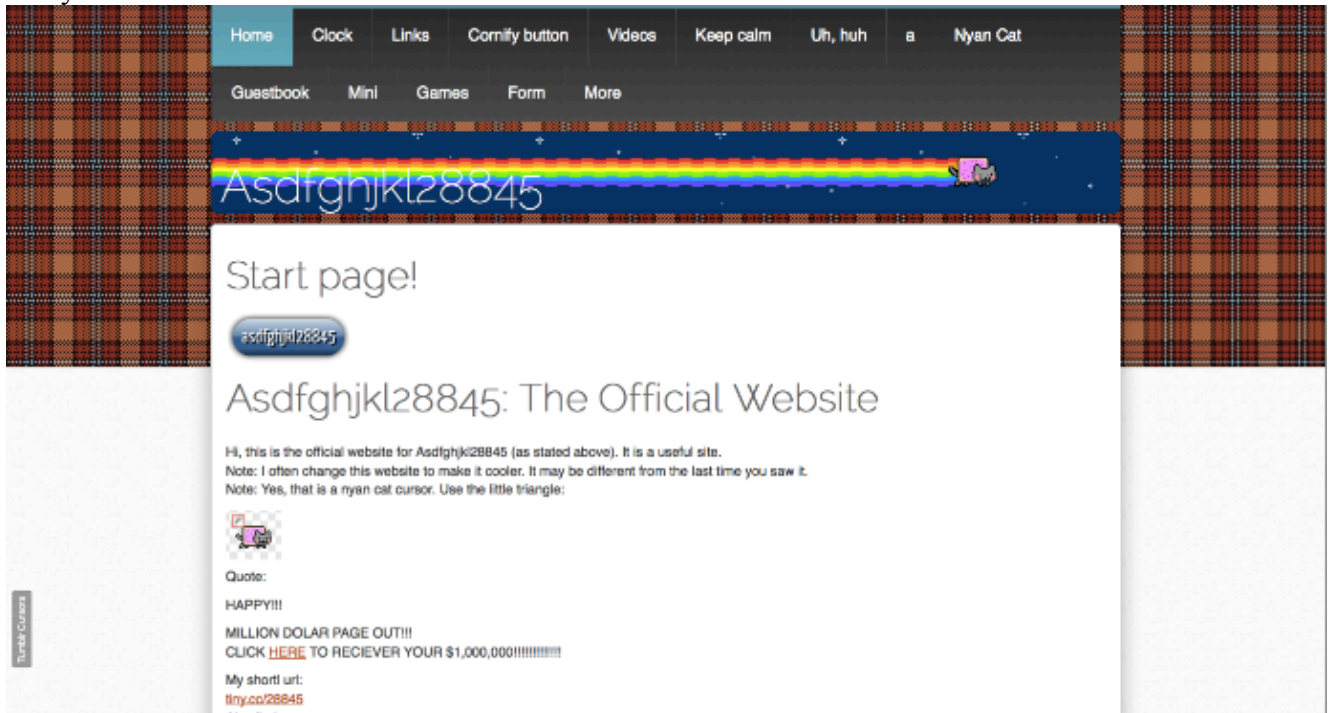 Home Clock Links Cornify button Videos Keep calm Uh, huh a Nyan Cat
Guestbook Mini Games Form More
Asdfghjkl28845
Start page!
asdfghjkl28845
Asdfghjkl28845: The Official Website
Hi, this is the official website for Asdfghjkl28845 (as stated above). It is a useful site.
Note: I often change this website to make it cooler. It may be different from the last time you saw it.
Note: Yes, that is a nyan cat cursor. Use the little triangle:
Quote:
HAPPY!!!
MILLION DOLAR PAGE OUT!!!
CLICK HERE TO RECIEVER YOUR $1,000,000!!!!!!!!!!!!!
My shortl url:
tiny.cc/28845
Tumblr Cursors